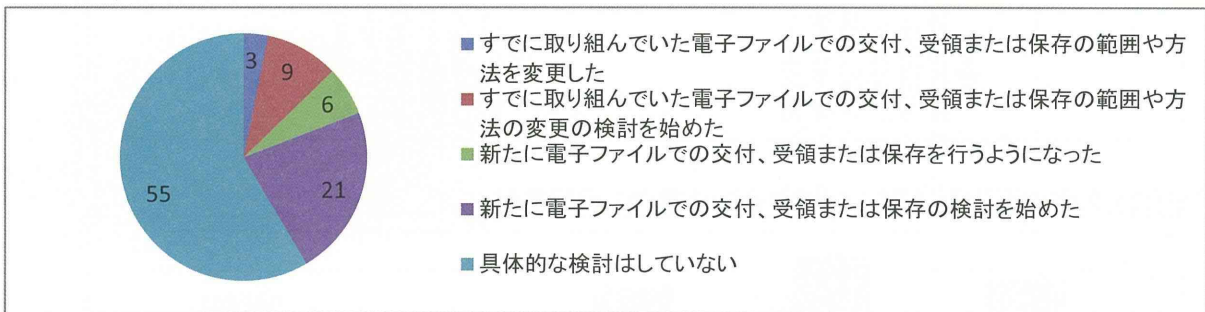 3
9
6
21
55
すでに取り組んでいた電子ファイルでの交付、受領または保存の範囲や方
法を変更した
すでに取り組んでいた電子ファイルでの交付、受領または保存の範囲や方
法の変更の検討を始めた
新たに電子ファイルでの交付、受領または保存を行うようになった
新たに電子ファイルでの交付、受領または保存の検討を始めた
具体的な検討はしていない